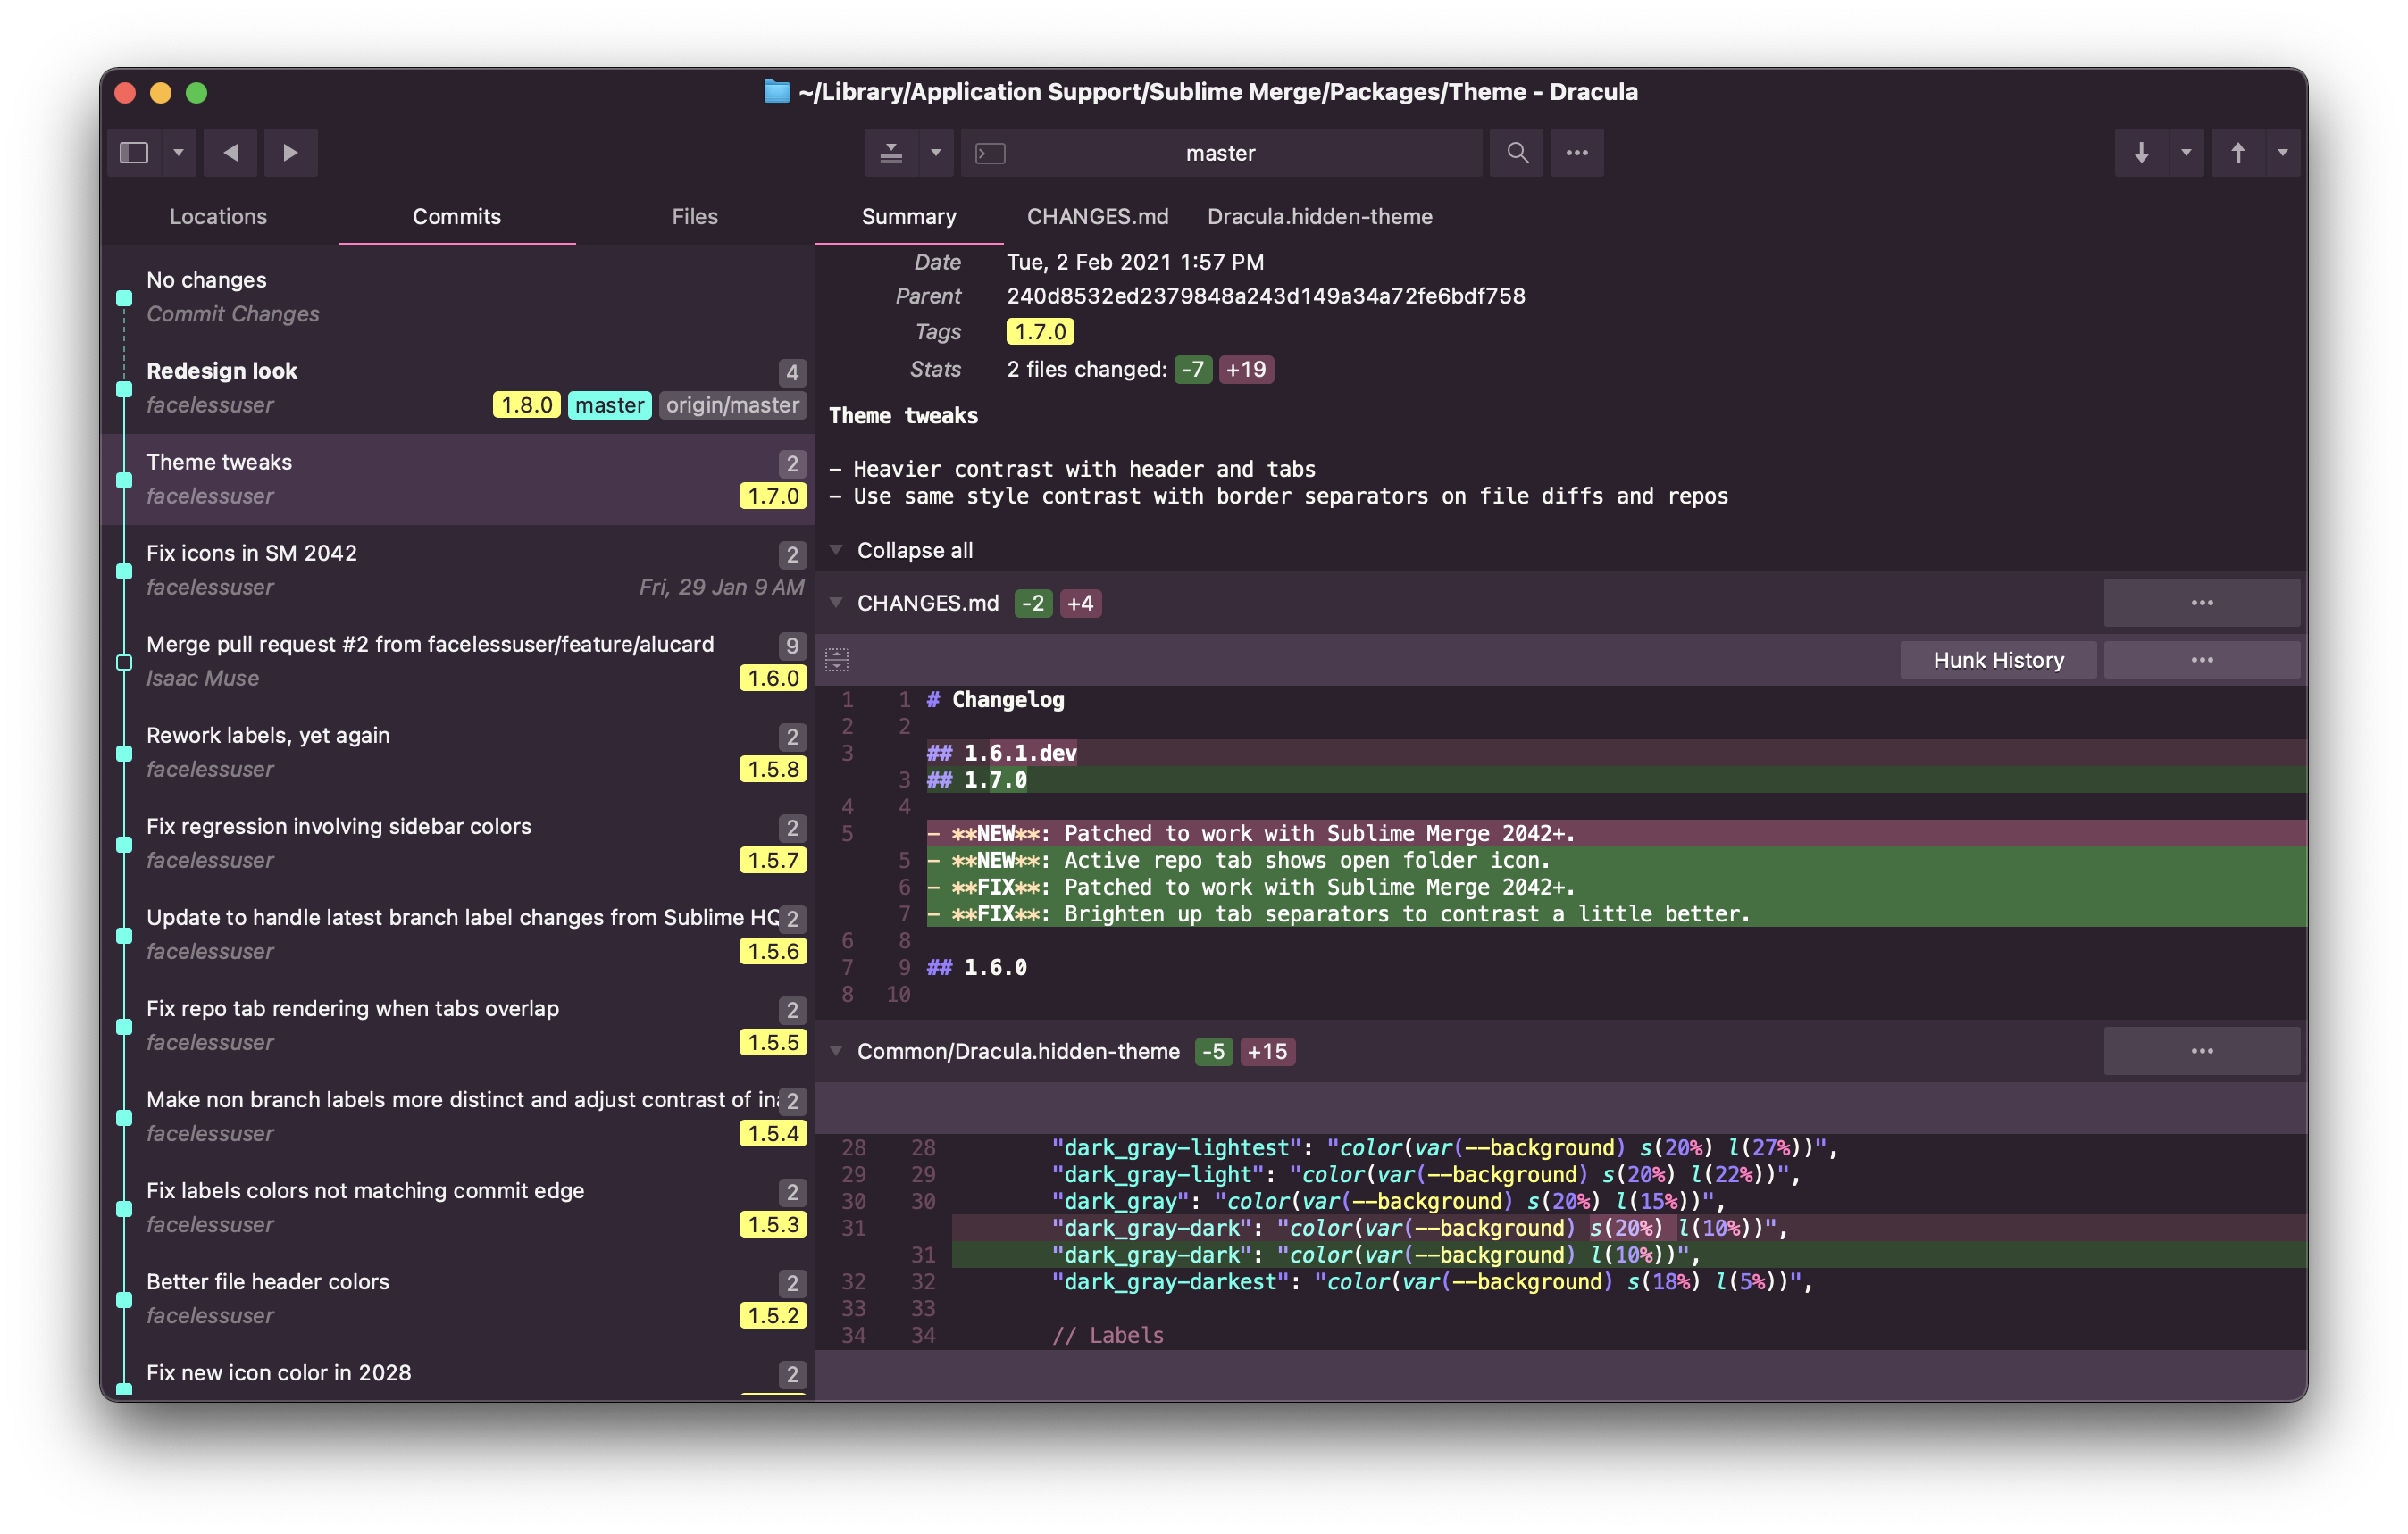 ~/Library/Application Support/Sublime Merge/Packages/Theme - Dracula
master
Locations
Commits
Files
No changes
Commit Changes
Redesign look
4
facelessuser
1.8.0
master
origin/master
Theme tweaks
2
facelessuser
1.7.0
Fix icons in SM 2042
2
facelessuser
Fri, 29 Jan 9 AM
Merge pull request #2 from facelessuser/feature/alucard
9
Isaac Muse
1.6.0
Rework labels, yet again
2
facelessuser
1.5.8
Fix regression involving sidebar colors
2
facelessuser
1.5.7
Update to handle latest branch label changes from Sublime HQ
2
facelessuser
1.5.6
Fix repo tab rendering when tabs overlap
2
facelessuser
1.5.5
Make non branch labels more distinct and adjust contrast of in
2
facelessuser
1.5.4
Fix labels colors not matching commit edge
2
facelessuser
1.5.3
Better file header colors
2
facelessuser
1.5.2
Fix new icon color in 2028
2
Summary
CHANGES.md
Dracula.hidden-theme
Date Tue, 2 Feb 2021 1:57 PM
Parent 240d8532ed2379848a243d149a34a72fe6bdf758
Tags 1.7.0
Stats 2 files changed: -7 +19
Theme tweaks
- Heavier contrast with header and tabs
- Use same style contrast with border separators on file diffs and repos
Collapse all
CHANGES.md -2 +4
Hunk History
1 1 # Changelog
2 2
3 ## 1.6.1.dev
3 ## 1.7.0
4 4
5 - **NEW**: Patched to work with Sublime Merge 2042+.
5 - **NEW**: Active repo tab shows open folder icon.
6 - **FIX**: Patched to work with Sublime Merge 2042+.
7 - **FIX**: Brighten up tab separators to contrast a little better.
6 8
7 9 ## 1.6.0
8 10
Common/Dracula.hidden-theme -5 +15
28 28 "dark_gray-lightest": "color(var(--background) s(20%) l(27%))",
29 29 "dark_gray-light": "color(var(--background) s(20%) l(22%))",
30 30 "dark_gray": "color(var(--background) s(20%) l(15%))",
31 "dark_gray-dark": "color(var(--background) s(20%) l(10%))",
31 "dark_gray-dark": "color(var(--background) l(10%))",
32 32 "dark_gray-darkest": "color(var(--background) s(18%) l(5%))",
33 33
34 34 // Labels